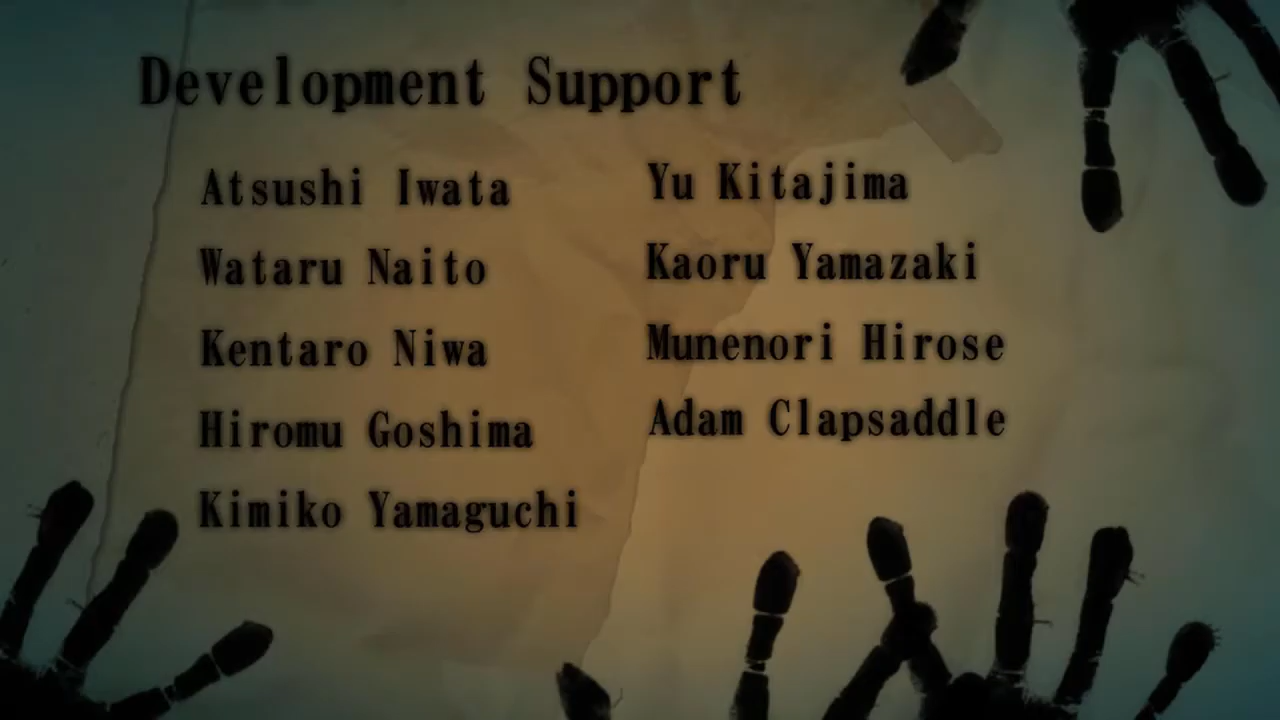 Development Support
Atsushi Iwata
Wataru Naito
Kentaro Niwa
Hiromu Goshima
Kimiko Yamaguchi
Yu Kitajima
Kaoru Yamazaki
Munenori Hirose
Adam Clapsaddle